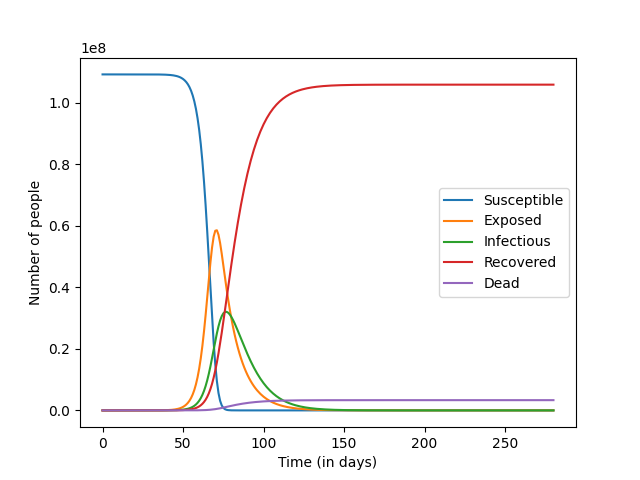 1e8
1.0
0.8
0.6
0.4
0.2
0.0
Number of people
0
50
100
150
200
250
Time (in days)
Susceptible
Exposed
Infectious
Recovered
Dead